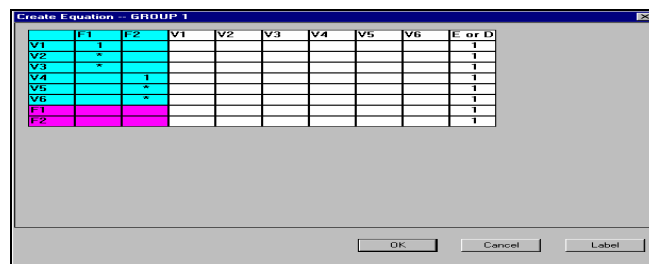 Create Equation -- GROUP 1
F1 F2 V1 V2 V3 V4 V5 V6 E or D
V1 1 1
V2 * 1
V3 * 1
V4 1 1
V5 * 1
V6 * 1
F1 1
F2 1
OK Cancel Label